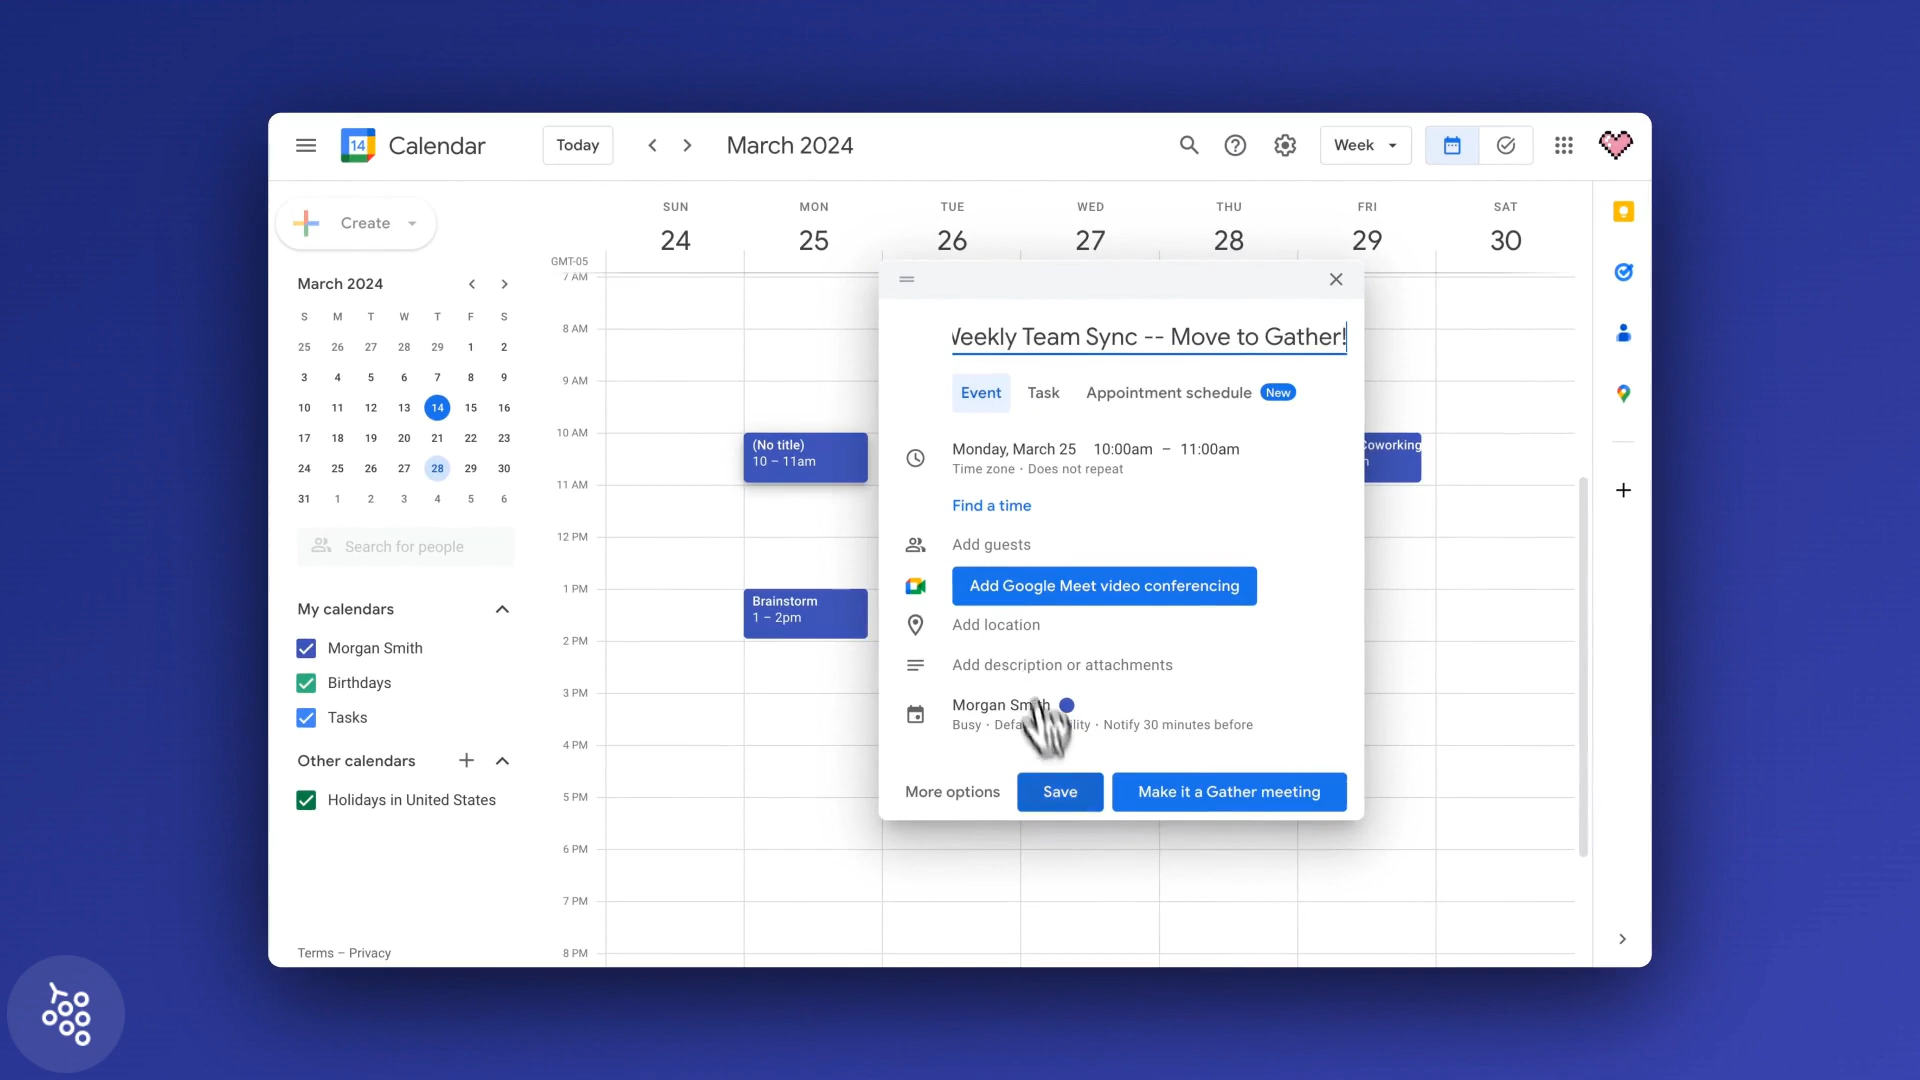 14
Calendar
Today
March 2024
Week
Create
SUN MON TUE WED THU FRI SAT
24 25 26 27 28 29 30
GMT-05
March 2024
S M T W T F S
25 26 27 28 29 1 2
3 4 5 6 7 8 9
10 11 12 13 14 15 16
17 18 19 20 21 22 23
24 25 26 27 28 29 30
31 1 2 3 4 5 6
Search for people
My calendars
Morgan Smith
Birthdays
Tasks
Other calendars
Holidays in United States
Terms – Privacy
7 AM
8 AM
9 AM
10 AM
11 AM
12 PM
1 PM
2 PM
3 PM
4 PM
5 PM
6 PM
7 PM
8 PM
(No title)
10 – 11am
Brainstorm
1 – 2pm
Coworking
Weekly Team Sync -- Move to Gather!
Event Task Appointment schedule New
Monday, March 25 10:00am – 11:00am
Time zone · Does not repeat
Find a time
Add guests
Add Google Meet video conferencing
Add location
Add description or attachments
Morgan Smith
Busy · Notify 30 minutes before
More options Save Make it a Gather meeting